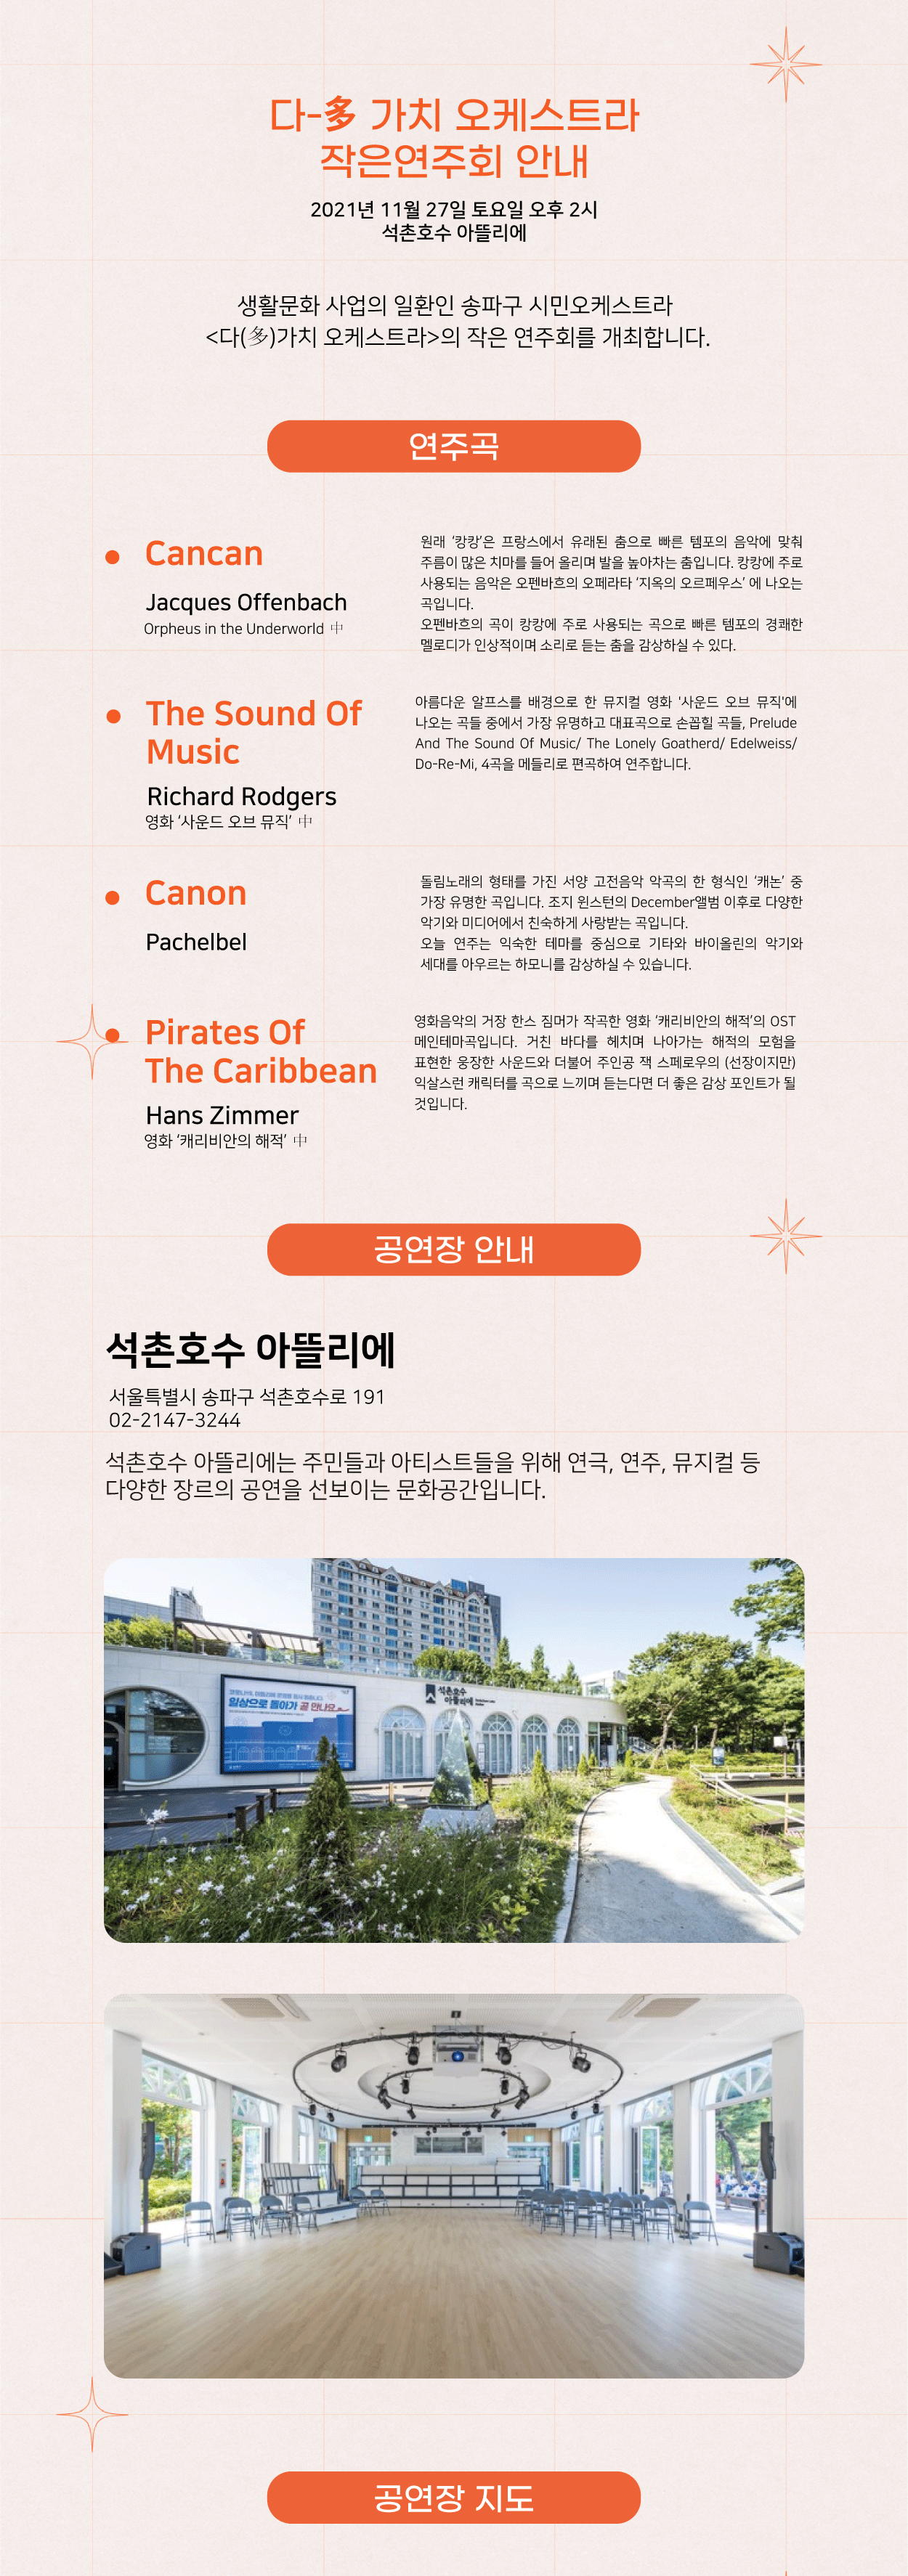 다-多 가치 오케스트라
작은연주회 안내
2021년 11월 27일 토요일 오후 2시
석촌호수 아뜰리에
생활문화 사업의 일환인 송파구 시민오케스트라
<다(多)가치 오케스트라>의 작은 연주회를 개최합니다.
연주곡
Cancan
Jacques Offenbach
Orpheus in the Underworld 中
원래 ‘캉캉’은 프랑스에서 유래된 춤으로 빠른 템포의 음악에 맞춰
주름이 많은 치마를 들어 올리며 발을 높아차는 춤입니다. 캉캉에 주로
사용되는 음악은 오펜바흐의 오페라타 ‘지옥의 오르페우스’ 에 나오는
곡입니다.
오펜바흐의 곡이 캉캉에 주로 사용되는 곡으로 빠른 템포의 경쾌한
멜로디가 인상적이며 소리로 듣는 춤을 감상하실 수 있다.
The Sound Of
Music
Richard Rodgers
영화 ‘사운드 오브 뮤직’ 中
아름다운 알프스를 배경으로 한 뮤지컬 영화 '사운드 오브 뮤직'에
나오는 곡들 중에서 가장 유명하고 대표곡으로 손꼽힐 곡들, Prelude
And The Sound Of Music/ The Lonely Goatherd/ Edelweiss/
Do-Re-Mi, 4곡을 메들리로 편곡하여 연주합니다.
Canon
Pachelbel
돌림노래의 형태를 가진 서양 고전음악 악곡의 한 형식인 ‘캐논’ 중
가장 유명한 곡입니다. 조지 윈스턴의 December앨범 이후로 다양한
악기와 미디어에서 친숙하게 사랑받는 곡입니다.
오늘 연주는 익숙한 테마를 중심으로 기타와 바이올린의 악기와
세대를 아우르는 하모니를 감상하실 수 있습니다.
Pirates Of
The Caribbean
Hans Zimmer
영화 ‘캐리비안의 해적’ 中
영화음악의 거장 한스 짐머가 작곡한 영화 ‘캐리비안의 해적’의 OST
메인테마곡입니다. 거친 바다를 헤치며 나아가는 해적의 모험을
표현한 웅장한 사운드와 더불어 주인공 잭 스페로우의 (선장이지만)
익살스런 캐릭터를 곡으로 느끼며 듣는다면 더 좋은 감상 포인트가 될
것입니다.
공연장 안내
석촌호수 아뜰리에
서울특별시 송파구 석촌호수로 191
02-2147-3244
석촌호수 아뜰리에는 주민들과 아티스트들을 위해 연극, 연주, 뮤지컬 등
다양한 장르의 공연을 선보이는 문화공간입니다.
일상으로 돌아가 곧 만나요
석촌호수
아뜰리에
공연장 지도